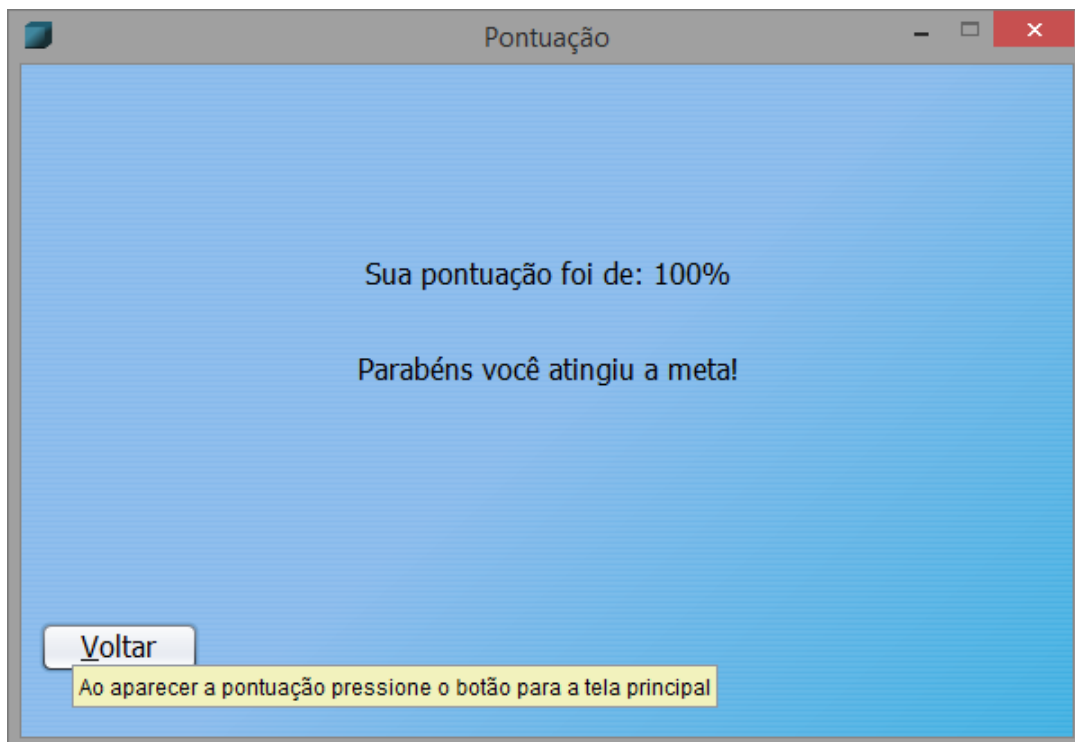 Pontuação
Sua pontuação foi de: 100%
Parabéns você atingiu a meta!
Voltar
Ao aparecer a pontuação pressione o botão para a tela principal